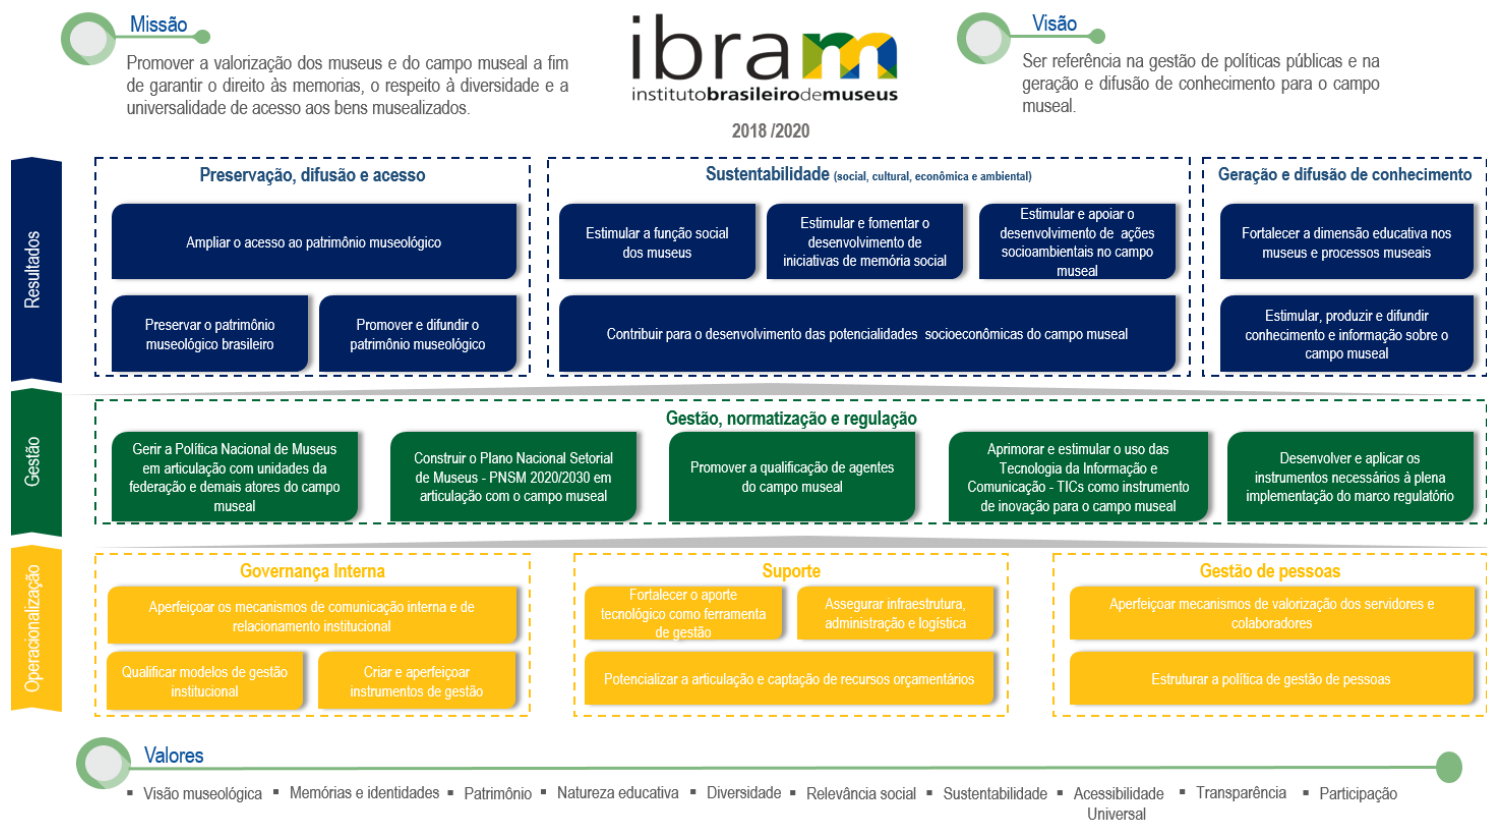 Missão
Promover a valorização dos museus e do campo museal a fim
de garantir o direito às memorias, o respeito à diversidade e a
universalidade de acesso aos bens musealizados.
ibram
institutobrasileirodemuseus
2018 /2020
Visão
Ser referência na gestão de políticas públicas e na
geração e difusão de conhecimento para o campo
museal.
Resultados
Preservação, difusão e acesso
Ampliar o acesso ao patrimônio museológico
Preservar o patrimônio
museológico brasileiro
Promover e difundir o
patrimônio museológico
Sustentabilidade (social, cultural, econômica e ambiental)
Estimular a função social
dos museus
Estimular e fomentar o
desenvolvimento de
iniciativas de memória social
Estimular e apoiar o
desenvolvimento de ações
socioambientais no campo
museal
Contribuir para o desenvolvimento das potencialidades socioeconômicas do campo museal
Geração e difusão de conhecimento
Fortalecer a dimensão educativa nos
museus e processos museais
Estimular, produzir e difundir
conhecimento e informação sobre o
campo museal
Gestão
Gestão, normatização e regulação
Gerir a Política Nacional de Museus
em articulação com unidades da
federação e demais atores do campo
museal
Construir o Plano Nacional Setorial
de Museus - PNSM 2020/2030 em
articulação com o campo museal
Promover a qualificação de agentes
do campo museal
Aprimorar e estimular o uso das
Tecnologia da Informação e
Comunicação - TICs como instrumento
de inovação para o campo museal
Desenvolver e aplicar os
instrumentos necessários à plena
implementação do marco regulatório
Operacionalização
Governança Interna
Aperfeiçoar os mecanismos de comunicação interna e de
relacionamento institucional
Qualificar modelos de gestão
institucional
Criar e aperfeiçoar
instrumentos de gestão
Suporte
Fortalecer o aporte
tecnológico como ferramenta
de gestão
Assegurar infraestrutura,
administração e logística
Potencializar a articulação e captação de recursos orçamentários
Gestão de pessoas
Aperfeiçoar mecanismos de valorização dos servidores e
colaboradores
Estruturar a política de gestão de pessoas
Valores
▪ Visão museológica ▪ Memórias e identidades ▪ Patrimônio ▪ Natureza educativa ▪ Diversidade ▪ Relevância social ▪ Sustentabilidade ▪ Acessibilidade ▪ Transparência ▪ Participação
Universal